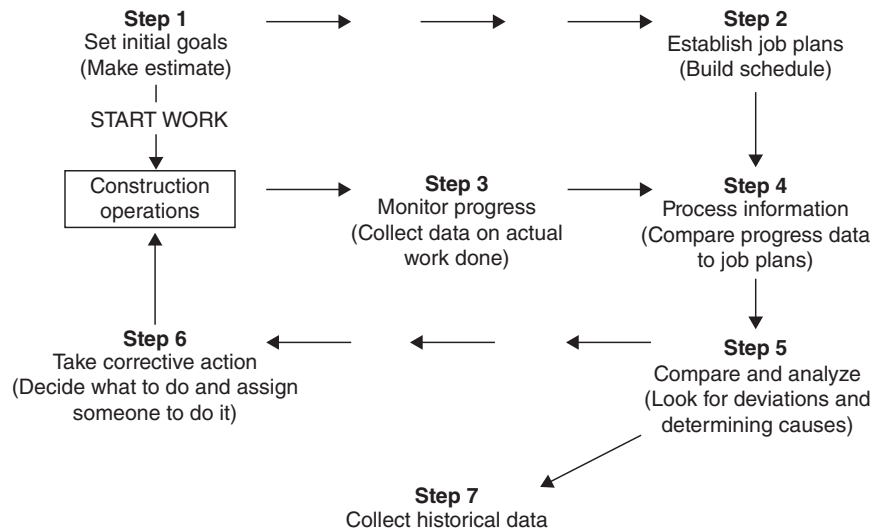 Step 1
Set initial goals
(Make estimate)
START WORK
Step 2
Establish job plans
(Build schedule)
Construction
operations
Step 3
Monitor progress
(Collect data on actual
work done)
Step 4
Process information
(Compare progress data
to job plans)
Step 6
Take corrective action
(Decide what to do and assign
someone to do it)
Step 5
Compare and analyze
(Look for deviations and
determining causes)
Step 7
Collect historical data